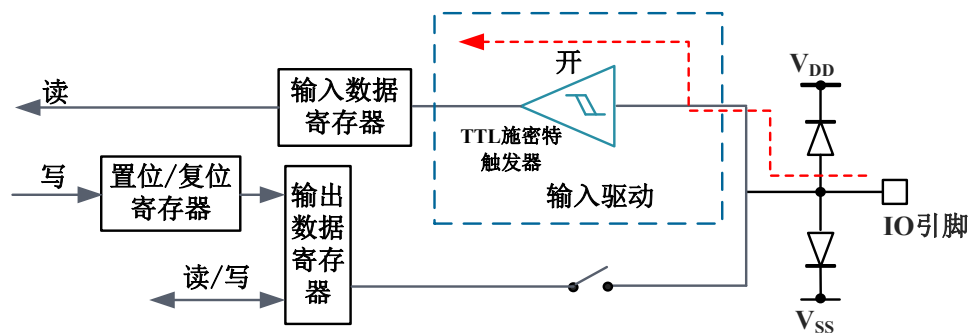 开
V_DD
读
输入数据
寄存器
TTL施密特
触发器
写
置位/复位
寄存器
输出
数据
寄存
器
输入驱动
IO引脚
读/写
V_SS